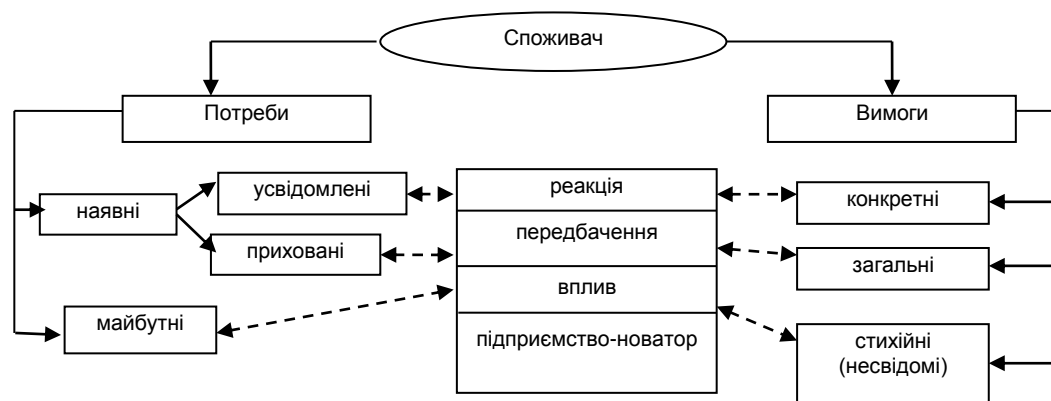 Споживач
Потреби
Вимоги
усвідомлені
реакція
конкретні
наявні
передбачення
приховані
загальні
вплив
майбутні
підприємство-новатор
стихійні
(несвідомі)